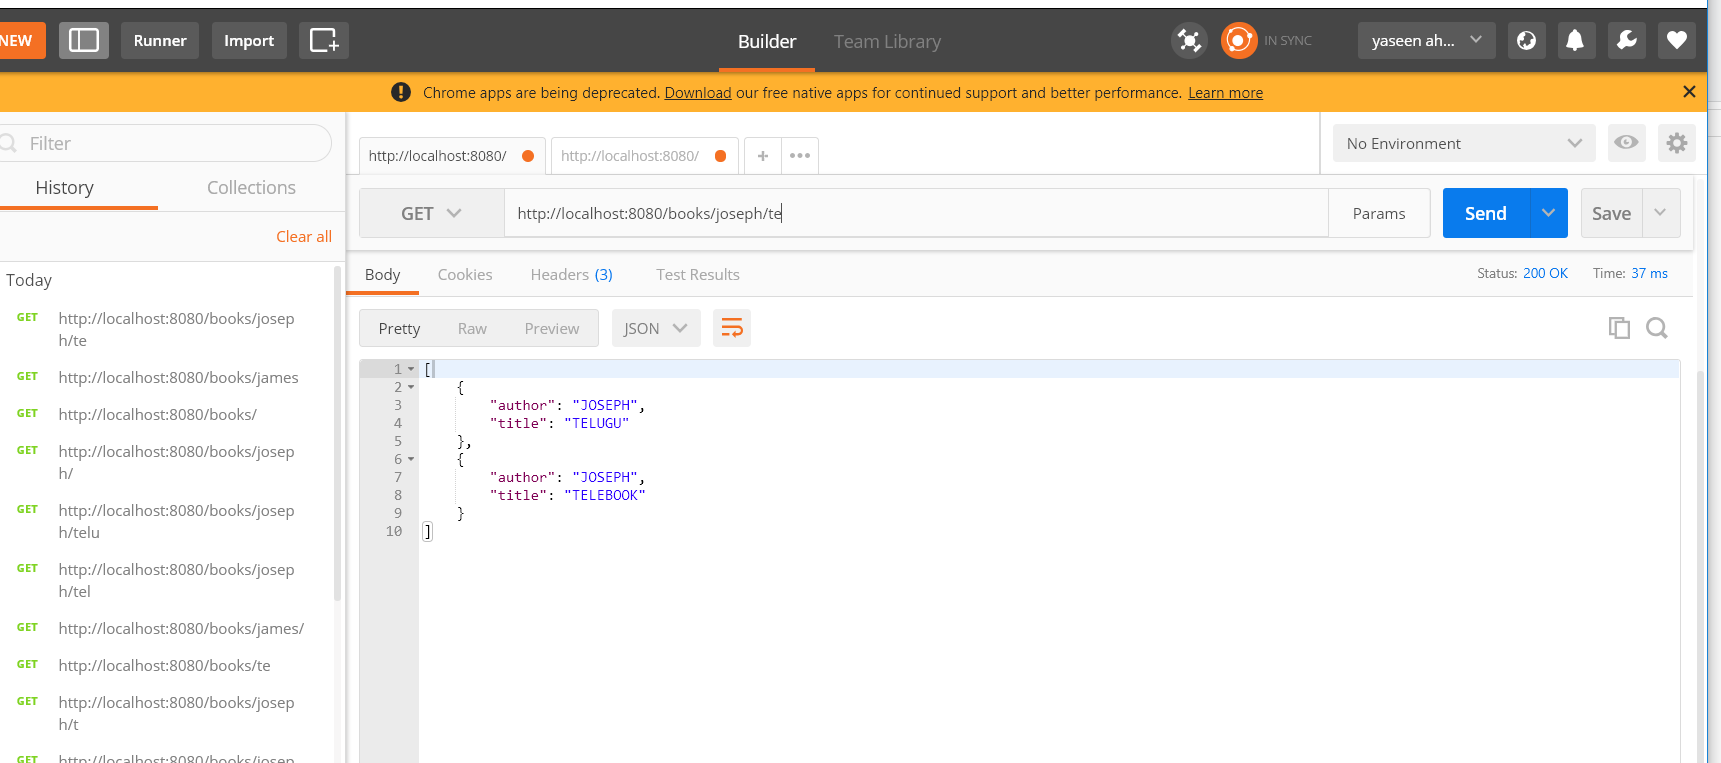 NEW Runner Import Builder Team Library IN SYNC yaseen ah...
Chrome apps are being deprecated. Download our free native apps for continued support and better performance. Learn more
Filter
History Collections
Clear all
Today
GET http://localhost:8080/books/josep
h/te
GET http://localhost:8080/books/james
GET http://localhost:8080/books/
GET http://localhost:8080/books/josep
h/
GET http://localhost:8080/books/josep
h/telu
GET http://localhost:8080/books/josep
h/tel
GET http://localhost:8080/books/james/
GET http://localhost:8080/books/te
GET http://localhost:8080/books/josep
h/t
GET http://localhost:8080/books/josep
http://localhost:8080/ http://localhost:8080/ + ••• No Environment
GET http://localhost:8080/books/joseph/te Params Send Save
Body Cookies Headers (3) Test Results Status: 200 OK Time: 37 ms
Pretty Raw Preview JSON
1 [
2 {
3 "author": "JOSEPH",
4 "title": "TELUGU"
5 },
6 {
7 "author": "JOSEPH",
8 "title": "TELEBOOK"
9 }
10 ]